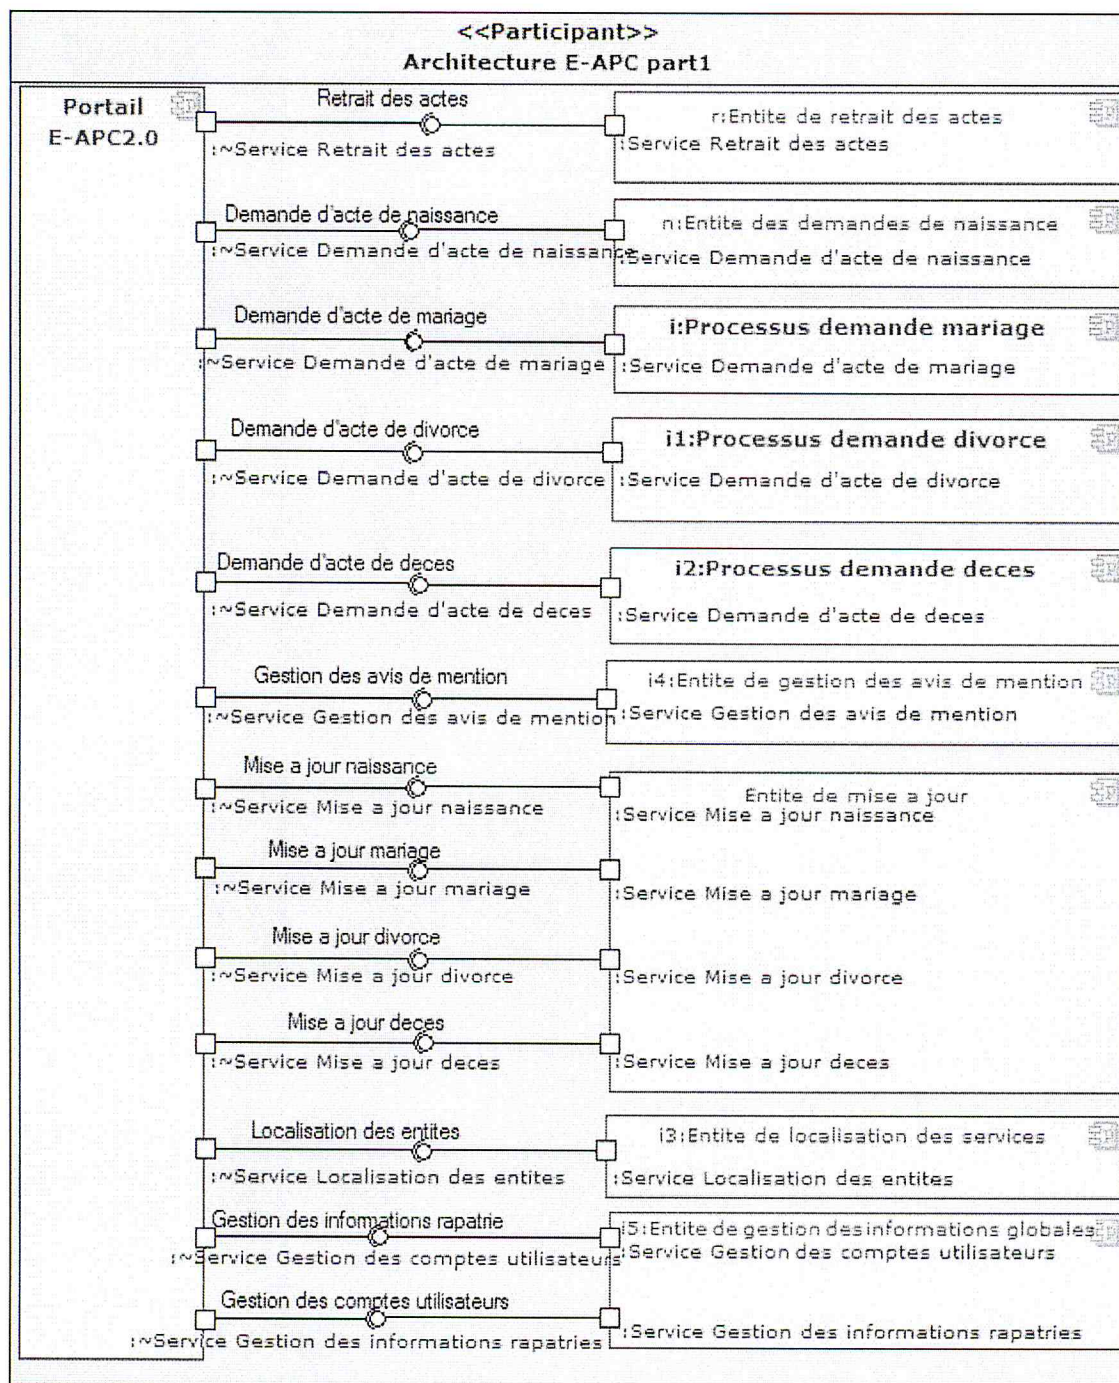 <<Participant>>
Architecture E-APC part1
Portail
E-APC2.0
Retrait des actes
:~Service Retrait des actes
r:Entite de retrait des actes
:Service Retrait des actes
Demande d'acte de naissance
:~Service Demande d'acte de naissance
n:Entite des demandes de naissance
:Service Demande d'acte de naissance
Demande d'acte de mariage
:~Service Demande d'acte de mariage
i:Processus demande mariage
:Service Demande d'acte de mariage
Demande d'acte de divorce
:~Service Demande d'acte de divorce
i1:Processus demande divorce
:Service Demande d'acte de divorce
Demande d'acte de deces
:~Service Demande d'acte de deces
i2:Processus demande deces
:Service Demande d'acte de deces
Gestion des avis de mention
:~Service Gestion des avis de mention
i4:Entite de gestion des avis de mention
:Service Gestion des avis de mention
Mise a jour naissance
:~Service Mise a jour naissance
Entite de mise a jour
:Service Mise a jour naissance
Mise a jour mariage
:~Service Mise a jour mariage
:Service Mise a jour mariage
Mise a jour divorce
:~Service Mise a jour divorce
:Service Mise a jour divorce
Mise a jour deces
:~Service Mise a jour deces
:Service Mise a jour deces
Localisation des entites
:~Service Localisation des entites
i3:Entite de localisation des services
:Service Localisation des entites
Gestion des informations rapatrie
:~Service Gestion des comptes utilisateurs
i5:Entite de gestion des informations globales
:Service Gestion des comptes utilisateurs
Gestion des comptes utilisateurs
:~Service Gestion des informations rapatries
:Service Gestion des informations rapatries